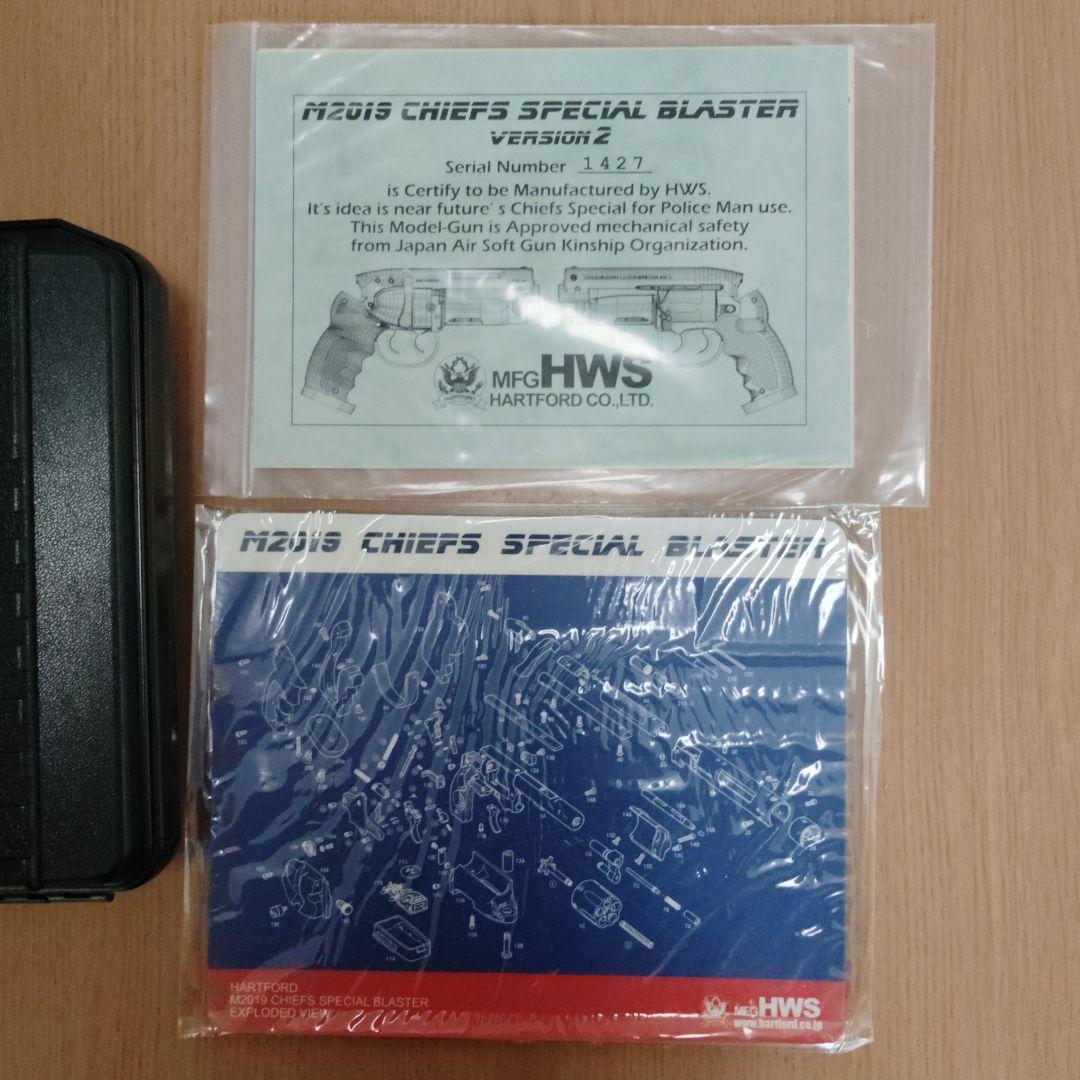 M2019 CHIEFS SPECIAL BLASTER
VERSION 2
Serial Number 1427
is Certify to be Manufactured by HWS.
It's idea is near future' s Chiefs Special for Police Man use.
This Model-Gun is Approved mechanical safety
from Japan Air Soft Gun Kinship Organization.
HARTFORD
MFG HWS
HARTFORD CO.,LTD.
M2019 CHIEFS SPECIAL BLASTER
HARTFORD
M2019 CHIEFS SPECIAL BLASTER
EXPLODED VIEW
MFG HWS
www.hartford.co.jp